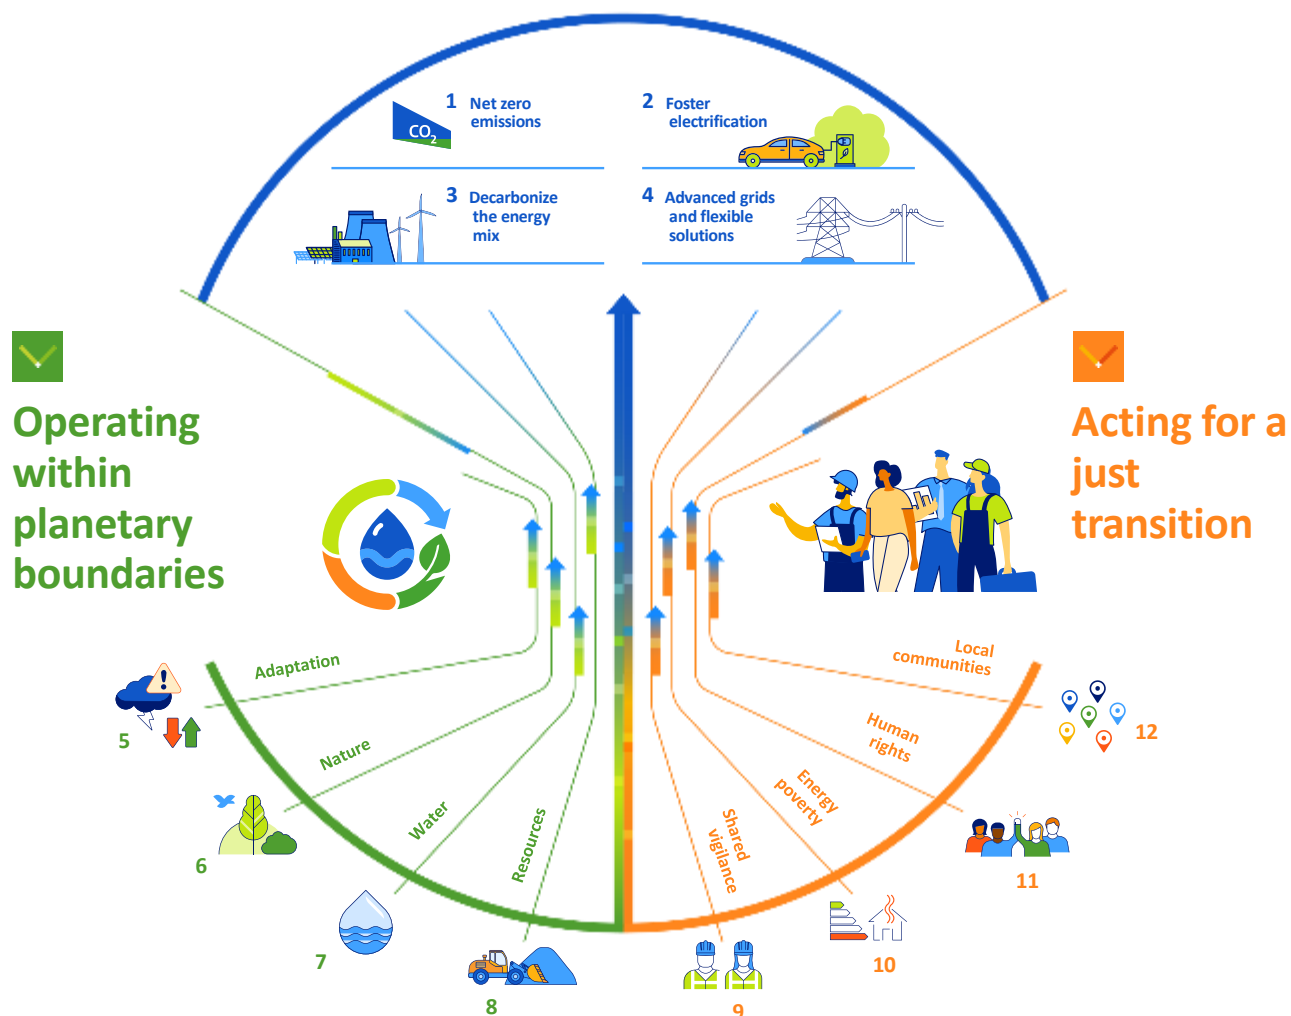 1 Net zero
emissions
2 Foster
electrification
CO2
3 Decarbonize
the energy
mix
4 Advanced grids
and flexible
solutions
Operating
within
planetary
boundaries
Acting for a
just
transition
Adaptation
5
Nature
6
Water
7
Resources
8
Shared
vigilance
9
Energy
poverty
10
Human
rights
11
Local
communities
12